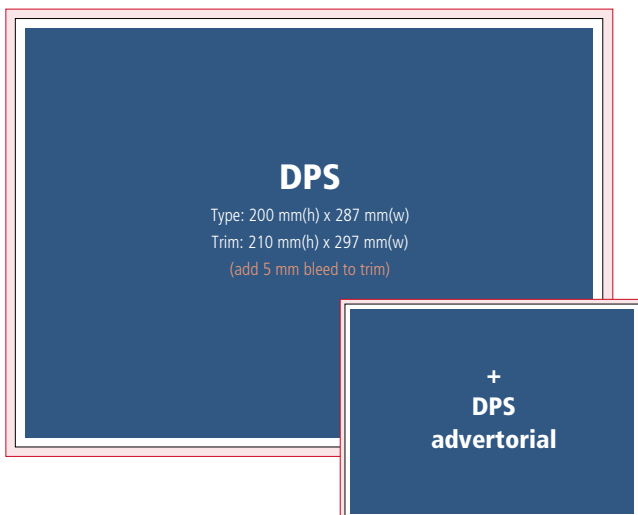 DPS
Type: 200 mm(h) x 287 mm(w)
Trim: 210 mm(h) x 297 mm(w)
(add 5 mm bleed to trim)
+
DPS
advertorial